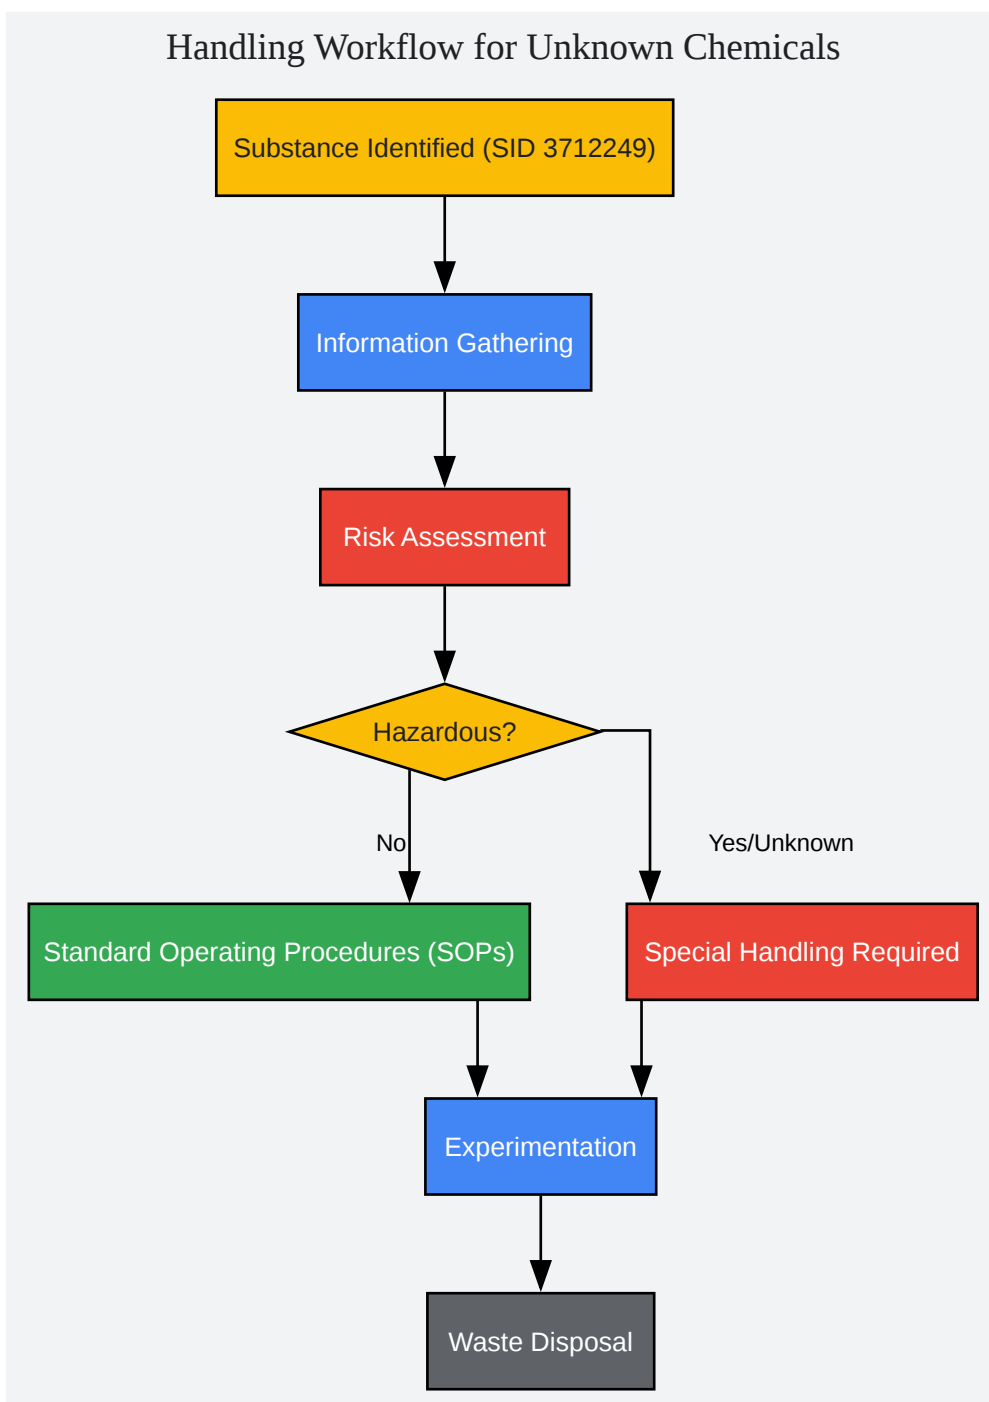 Handling Workflow for Unknown Chemicals
Substance Identified (SID 3712249)
Information Gathering
Risk Assessment
Hazardous?
No
Yes/Unknown
Standard Operating Procedures (SOPs)
Special Handling Required
Experimentation
Waste Disposal